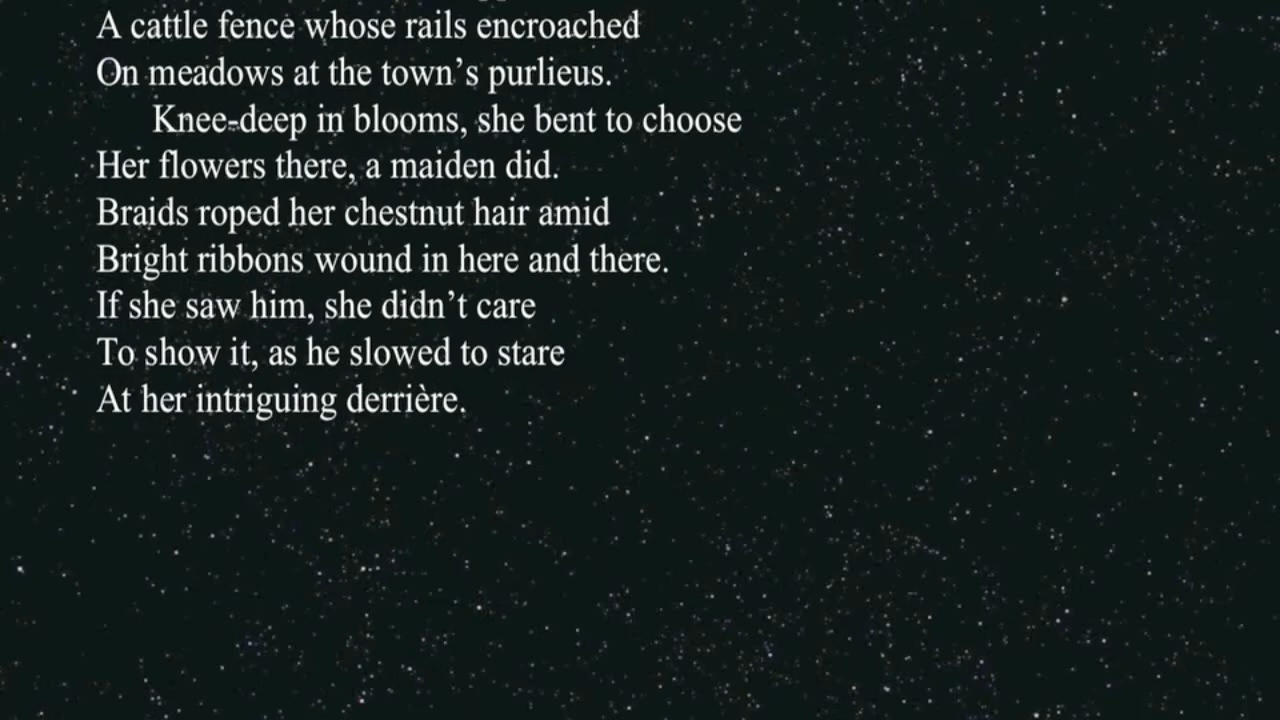 A cattle fence whose rails encroached
On meadows at the town’s purlieus.
Knee-deep in blooms, she bent to choose
Her flowers there, a maiden did.
Braids roped her chestnut hair amid
Bright ribbons wound in here and there.
If she saw him, she didn’t care
To show it, as he slowed to stare
At her intriguing derrière.